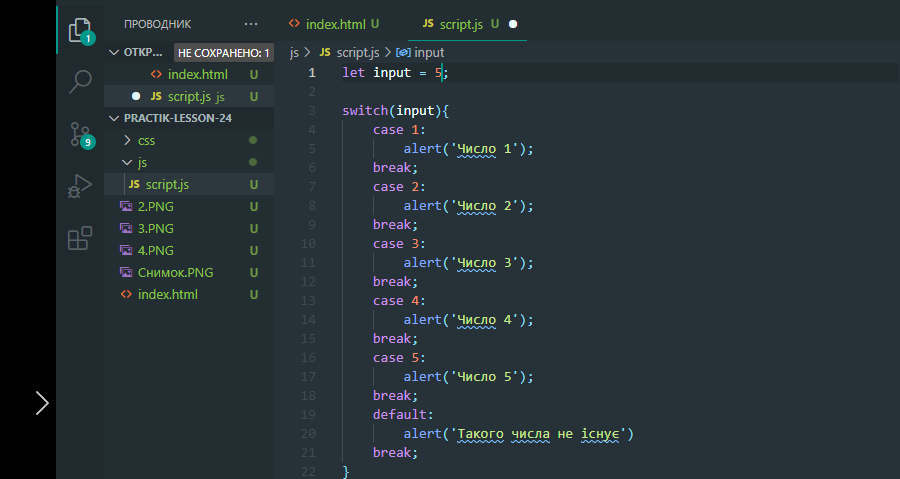 ПРОВОДНИК ...
ОТКР... НЕ СОХРАНЕНО: 1
index.html U
JS script.js js U
PRACTIK-LESSON-24
css
js
JS script.js U
2.PNG U
3.PNG U
4.PNG U
Снимок.PNG U
index.html U
1
9
index.html U
JS script.js U
js > JS script.js > input
1 let input = 5;
2
3 switch(input){
4 case 1:
5 alert('Число 1');
6 break;
7 case 2:
8 alert('Число 2');
9 break;
10 case 3:
11 alert('Число 3');
12 break;
13 case 4:
14 alert('Число 4');
15 break;
16 case 5:
17 alert('Число 5');
18 break;
19 default:
20 alert('Такого числа не існує')
21 break;
22 }